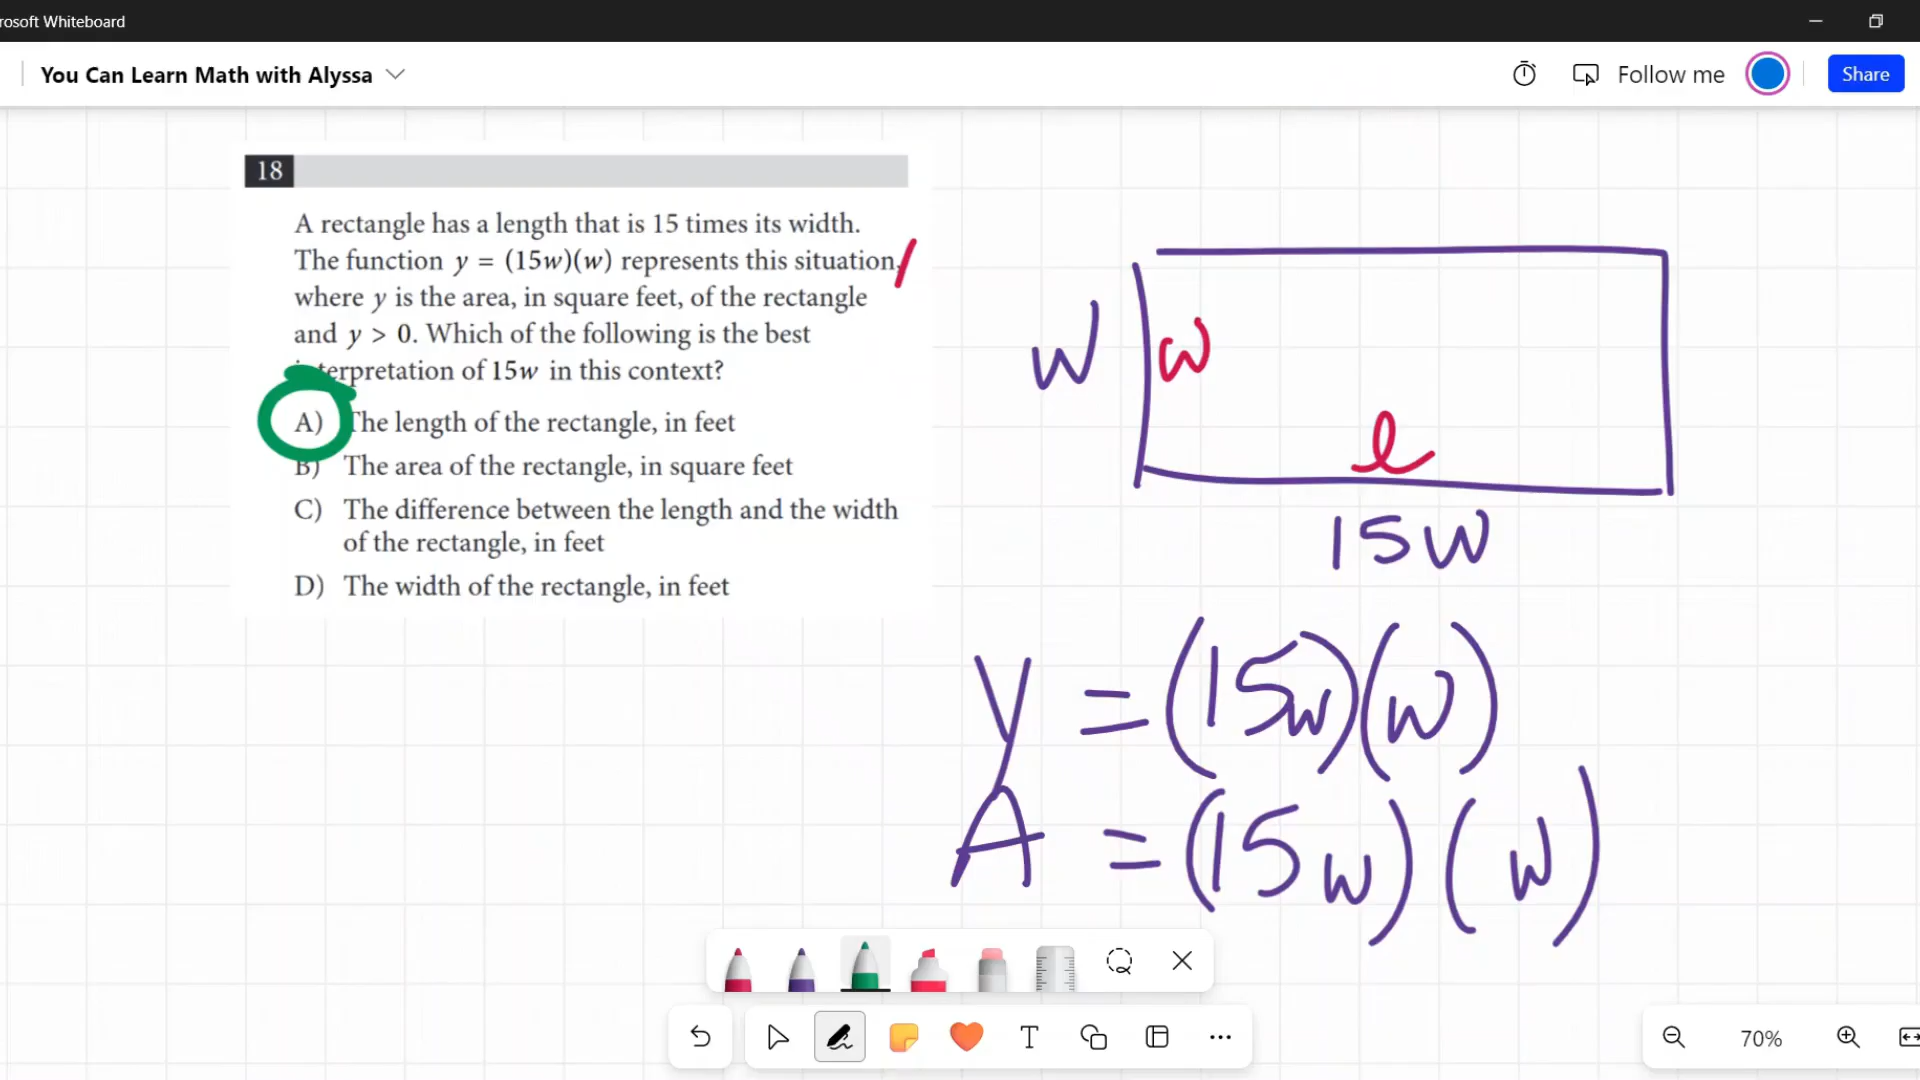 rosoft Whiteboard
You Can Learn Math with Alyssa
Follow me
Share
18
A rectangle has a length that is 15 times its width.
The function y = (15w)(w) represents this situation,
where y is the area, in square feet, of the rectangle
and y > 0. Which of the following is the best
terpretation of 15w in this context?
A) The length of the rectangle, in feet
B) The area of the rectangle, in square feet
C) The difference between the length and the width
of the rectangle, in feet
D) The width of the rectangle, in feet
W
w
l
15W
y = (15w)(w)
A = (15w)(w)
T
70%